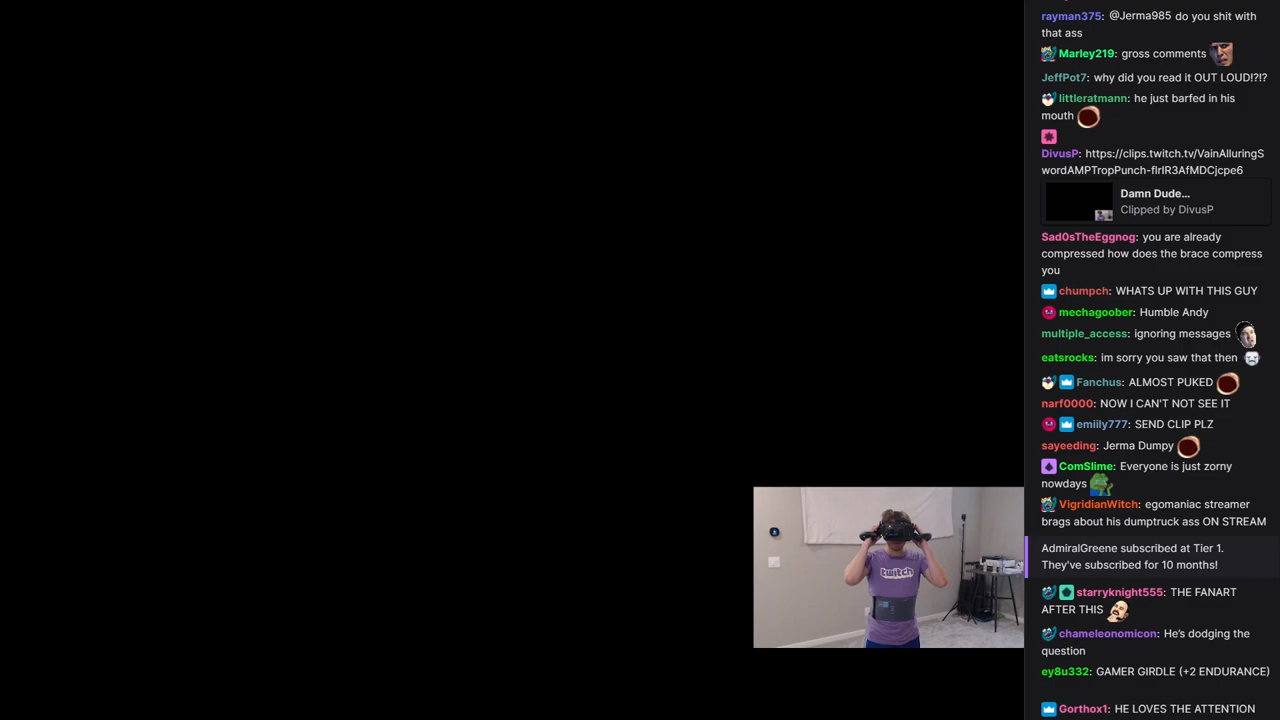 rayman375: @Jerma985 do you shit with
that ass
Marley219: gross comments
JeffPot7: why did you read it OUT LOUD!?!?
littleratmann: he just barfed in his
mouth
DivusP: https://clips.twitch.tv/VainAlluringS
wordAMPTropPunch-flrIR3AfMDCjcpe6
Damn Dude...
Clipped by DivusP
Sad0sTheEggnog: you are already
compressed how does the brace compress
you
chumpch: WHATS UP WITH THIS GUY
mechagoober: Humble Andy
multiple_access: ignoring messages
eatsrocks: im sorry you saw that then
Fanchus: ALMOST PUKED
narf0000: NOW I CAN'T NOT SEE IT
emiily777: SEND CLIP PLZ
sayeeding: Jerma Dumpy
ComSlime: Everyone is just zorny
nowdays
VigridianWitch: egomaniac streamer
brags about his dumptruck ass ON STREAM
AdmiralGreene subscribed at Tier 1.
They've subscribed for 10 months!
starryknight555: THE FANART
AFTER THIS
chameleonomicon: He's dodging the
question
ey8u332: GAMER GIRDLE (+2 ENDURANCE)
Gorthox1: HE LOVES THE ATTENTION
twitch